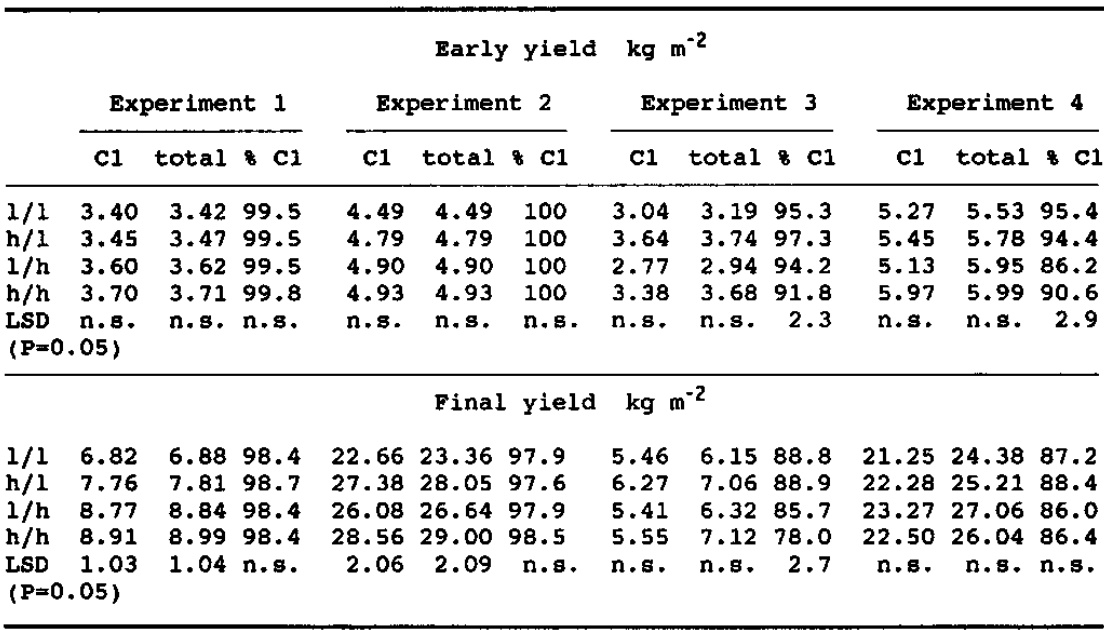 Early yield kg m⁻²
Experiment 1 Experiment 2 Experiment 3 Experiment 4
C1 total % C1 C1 total % C1 C1 total % C1 C1 total % C1
l/l 3.40 3.42 99.5 4.49 4.49 100 3.04 3.19 95.3 5.27 5.53 95.4
h/l 3.45 3.47 99.5 4.79 4.79 100 3.64 3.74 97.3 5.45 5.78 94.4
l/h 3.60 3.62 99.5 4.90 4.90 100 2.77 2.94 94.2 5.13 5.95 86.2
h/h 3.70 3.71 99.8 4.93 4.93 100 3.38 3.68 91.8 5.97 5.99 90.6
LSD n.s. n.s. n.s. n.s. n.s. n.s. n.s. n.s. 2.3 n.s. n.s. 2.9
(P=0.05)
Final yield kg m⁻²
l/l 6.82 6.88 98.4 22.66 23.36 97.9 5.46 6.15 88.8 21.25 24.38 87.2
h/l 7.76 7.81 98.7 27.38 28.05 97.6 6.27 7.06 88.9 22.28 25.21 88.4
l/h 8.77 8.84 98.4 26.08 26.64 97.9 5.41 6.32 85.7 23.27 27.06 86.0
h/h 8.91 8.99 98.4 28.56 29.00 98.5 5.55 7.12 78.0 22.50 26.04 86.4
LSD 1.03 1.04 n.s. 2.06 2.09 n.s. n.s. n.s. 2.7 n.s. n.s. n.s.
(P=0.05)